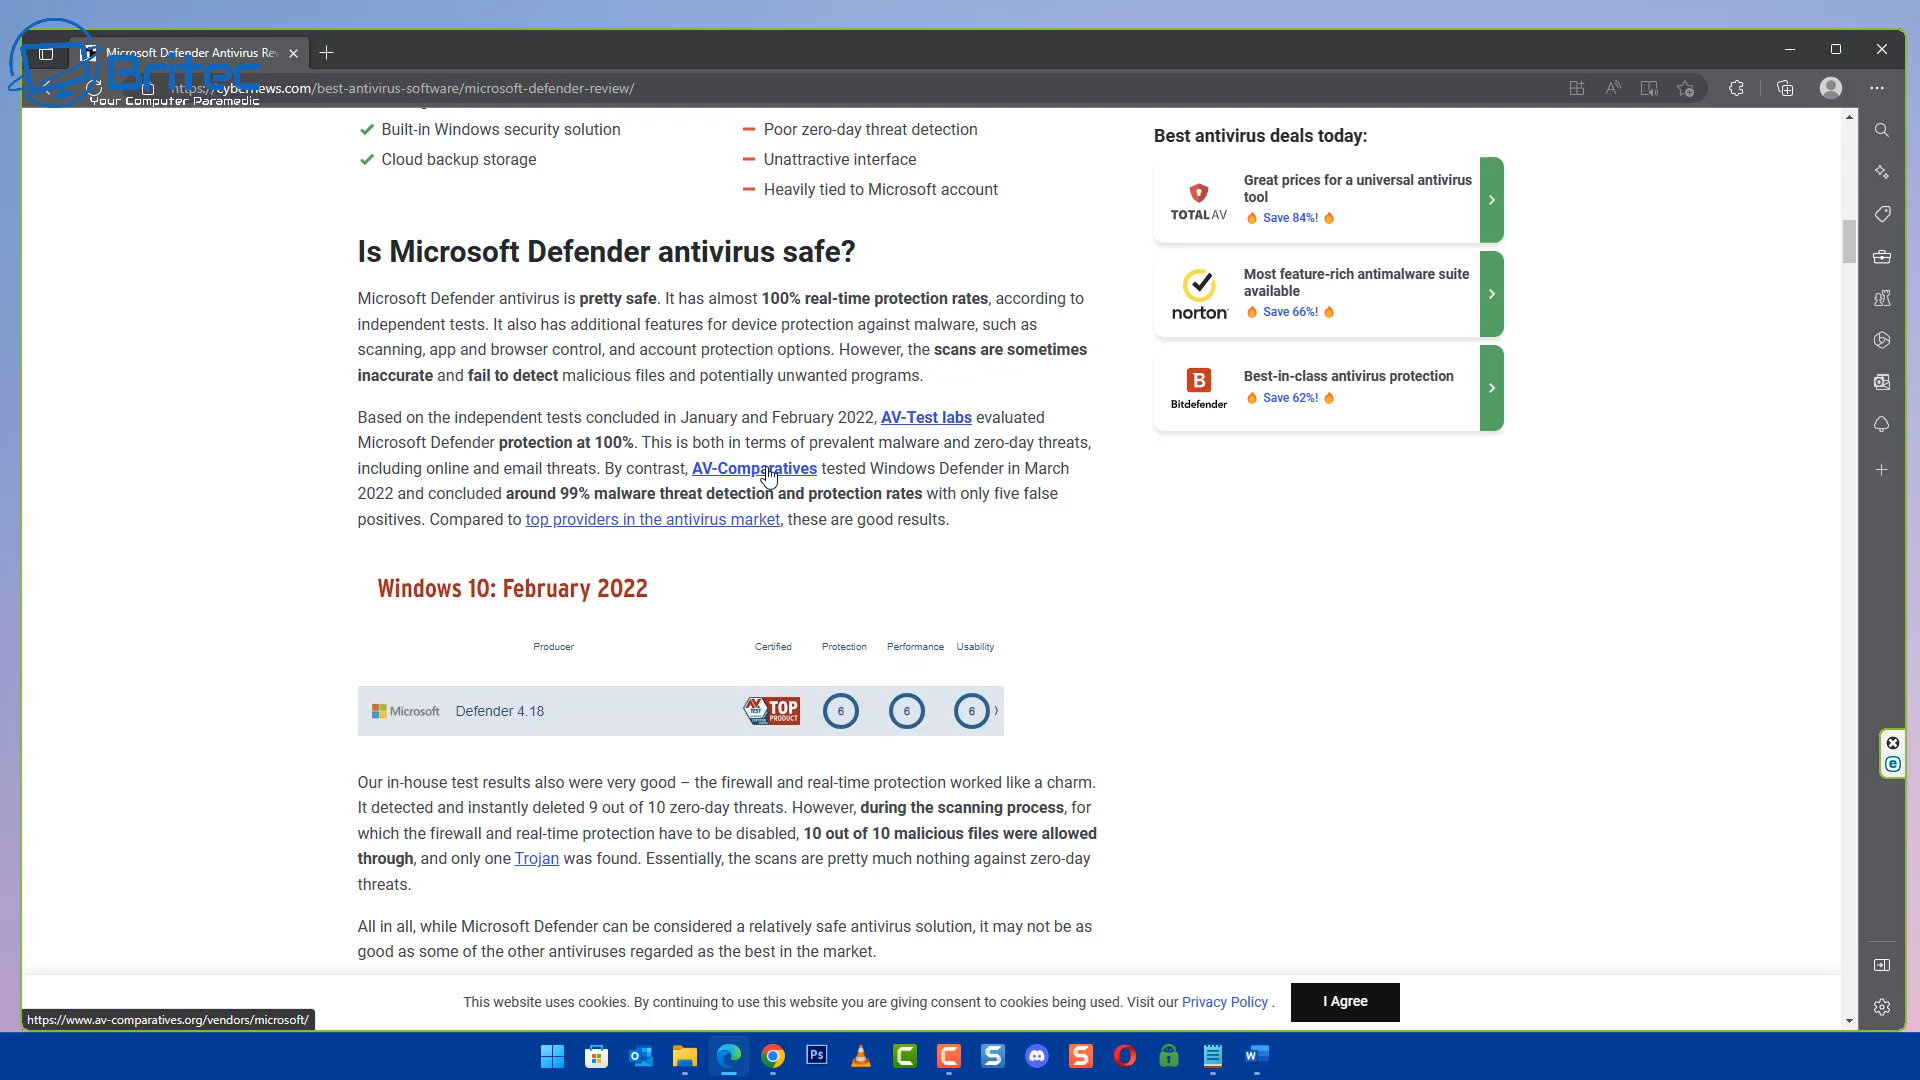 Microsoft Defender Antivirus Re
Britec
Your Computer Paramedic
https://cybernews.com/best-antivirus-software/microsoft-defender-review/
Built-in Windows security solution
Cloud backup storage
Poor zero-day threat detection
Unattractive interface
Heavily tied to Microsoft account
Is Microsoft Defender antivirus safe?
Microsoft Defender antivirus is pretty safe. It has almost 100% real-time protection rates, according to
independent tests. It also has additional features for device protection against malware, such as
scanning, app and browser control, and account protection options. However, the scans are sometimes
inaccurate and fail to detect malicious files and potentially unwanted programs.
Based on the independent tests concluded in January and February 2022, AV-Test labs evaluated
Microsoft Defender protection at 100%. This is both in terms of prevalent malware and zero-day threats,
including online and email threats. By contrast, AV-Comparatives tested Windows Defender in March
2022 and concluded around 99% malware threat detection and protection rates with only five false
positives. Compared to top providers in the antivirus market, these are good results.
Windows 10: February 2022
Producer Certified Protection Performance Usability
Microsoft Defender 4.18 AV TEST TOP PRODUCT 6 6 6
Our in-house test results also were very good – the firewall and real-time protection worked like a charm.
It detected and instantly deleted 9 out of 10 zero-day threats. However, during the scanning process, for
which the firewall and real-time protection have to be disabled, 10 out of 10 malicious files were allowed
through, and only one Trojan was found. Essentially, the scans are pretty much nothing against zero-day
threats.
All in all, while Microsoft Defender can be considered a relatively safe antivirus solution, it may not be as
good as some of the other antiviruses regarded as the best in the market.
Best antivirus deals today:
TOTALAV
Great prices for a universal antivirus
tool
Save 84%!
norton
Most feature-rich antimalware suite
available
Save 66%!
B
Bitdefender
Best-in-class antivirus protection
Save 62%!
This website uses cookies. By continuing to use this website you are giving consent to cookies being used. Visit our Privacy Policy .
I Agree
https://www.av-comparatives.org/vendors/microsoft/
Ps